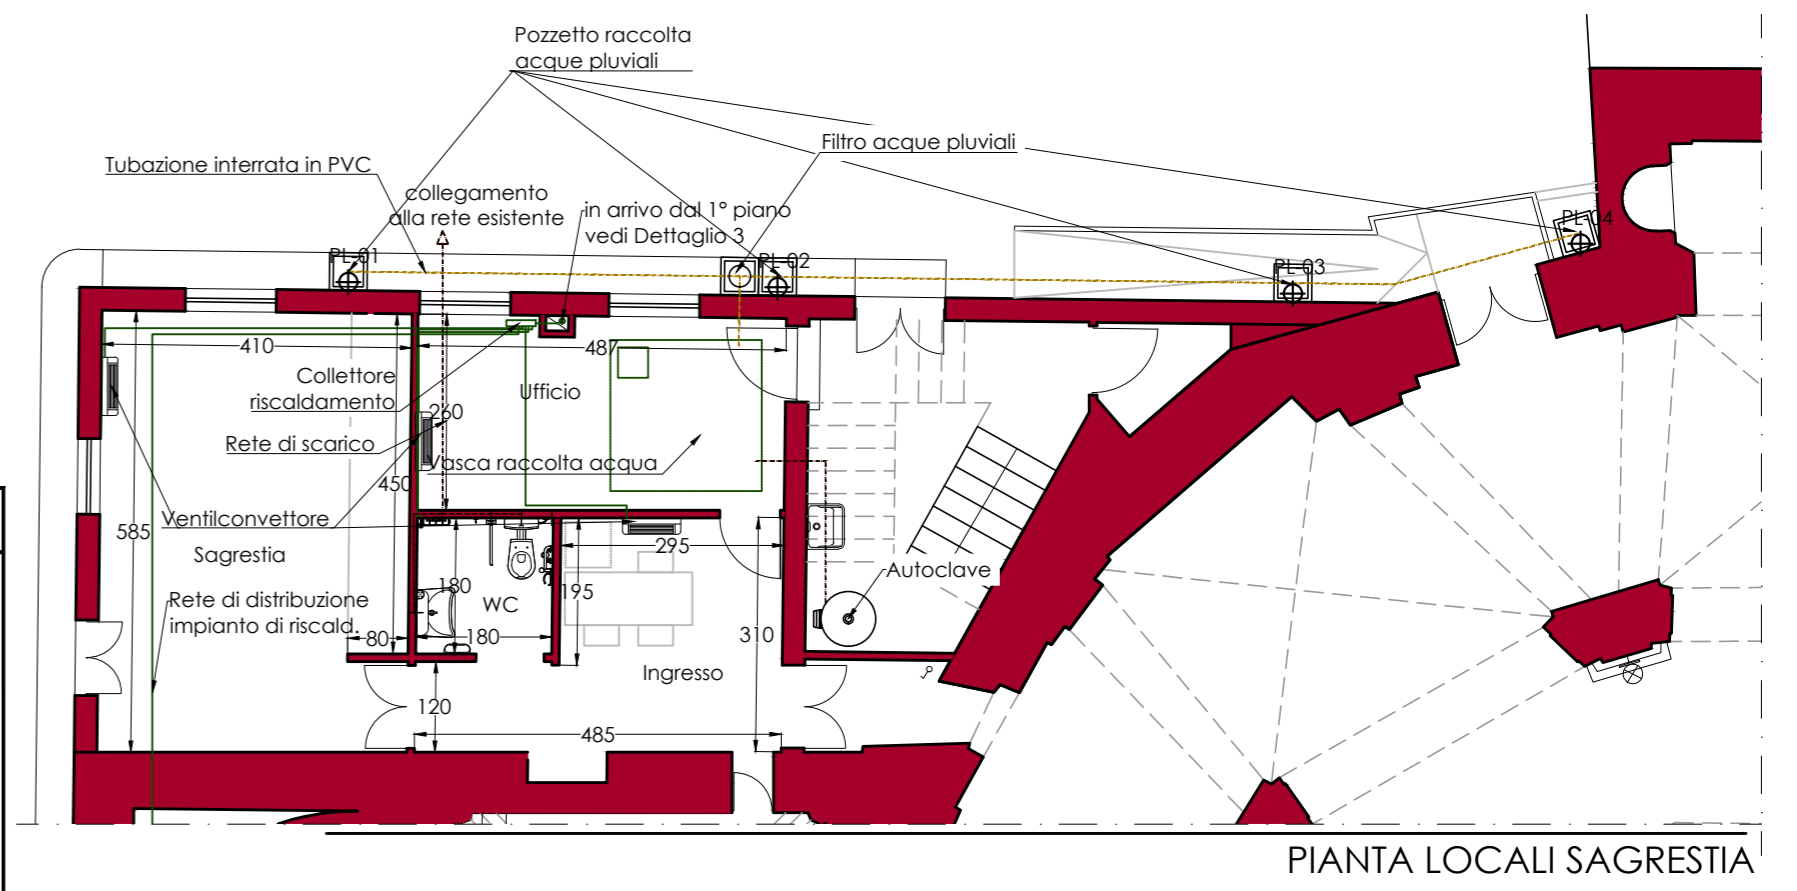 Pozzetto raccolta
acque pluviali
Filtro acque pluviali
Tubazione interrata in PVC
collegamento
alla rete esistente
in arrivo dal 1° piano
vedi Dettaglio 3
PL-01
PL-02
PL-03
PL-04
410
487
Collettore
riscaldamento
Ufficio
260
Rete di scarico
Vasca raccolta acqua
450
585
Ventilconvettore
Sagrestia
295
180
195
Autoclave
WC
Rete di distribuzione
impianto di riscald.
80
180
310
Ingresso
120
485
PIANTA LOCALI SAGRESTIA